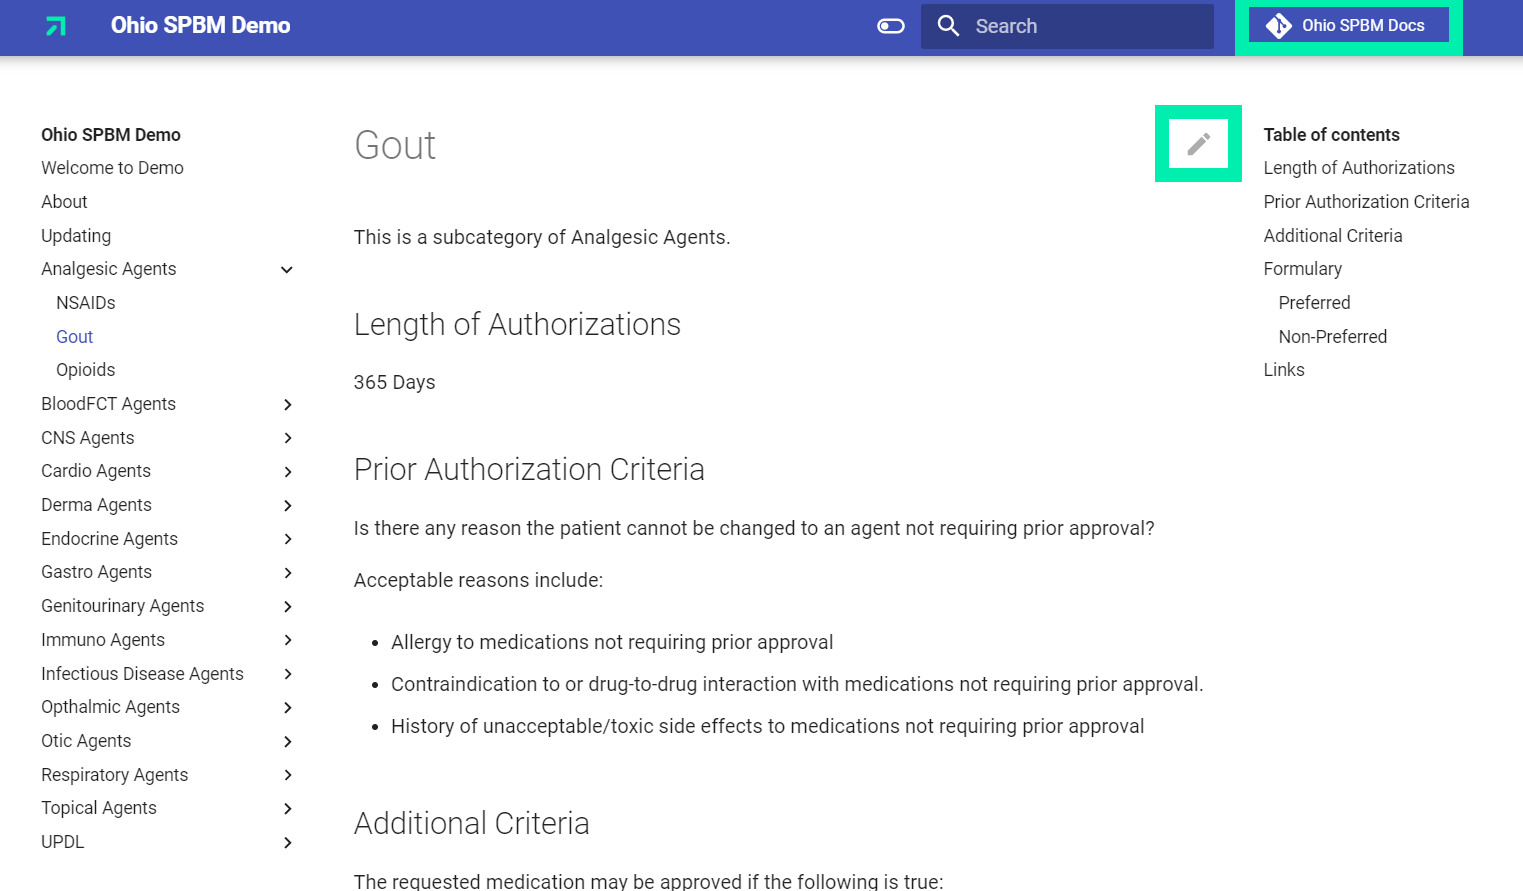 Ohio SPBM Demo
Search
Ohio SPBM Docs
Ohio SPBM Demo
Welcome to Demo
About
Updating
Analgesic Agents
NSAIDs
Gout
Opioids
BloodFCT Agents
CNS Agents
Cardio Agents
Derma Agents
Endocrine Agents
Gastro Agents
Genitourinary Agents
Immuno Agents
Infectious Disease Agents
Opthalmic Agents
Otic Agents
Respiratory Agents
Topical Agents
UPDL
Gout
This is a subcategory of Analgesic Agents.
Length of Authorizations
365 Days
Prior Authorization Criteria
Is there any reason the patient cannot be changed to an agent not requiring prior approval?
Acceptable reasons include:
• Allergy to medications not requiring prior approval
• Contraindication to or drug-to-drug interaction with medications not requiring prior approval.
• History of unacceptable/toxic side effects to medications not requiring prior approval
Additional Criteria
The requested medication may be approved if the following is true:
Table of contents
Length of Authorizations
Prior Authorization Criteria
Additional Criteria
Formulary
Preferred
Non-Preferred
Links